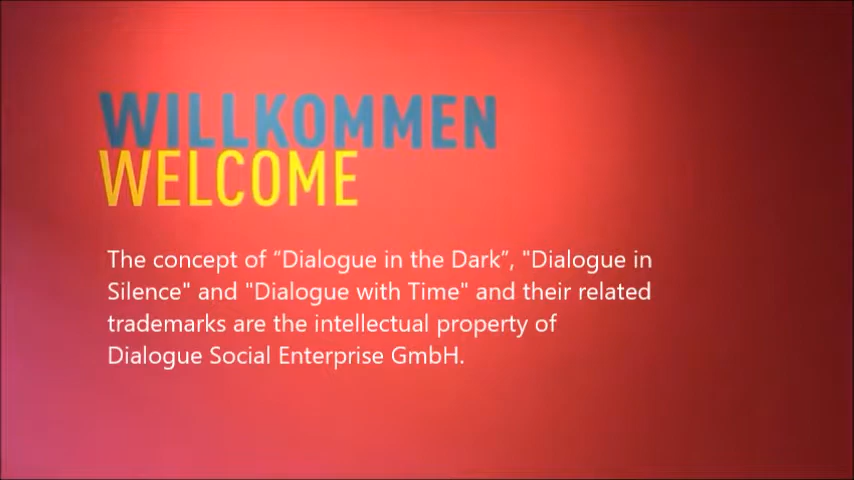 WILLKOMMEN
WELCOME
The concept of “Dialogue in the Dark”, "Dialogue in
Silence" and "Dialogue with Time" and their related
trademarks are the intellectual property of
Dialogue Social Enterprise GmbH.